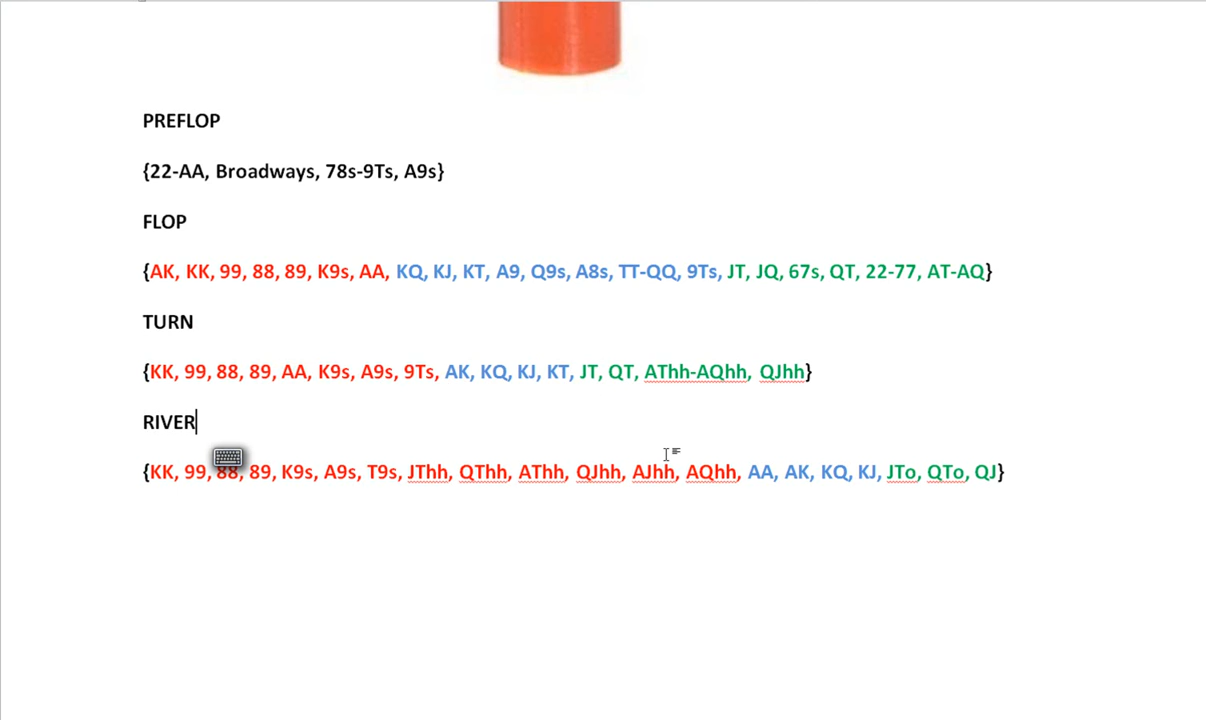 PREFLOP
{22-AA, Broadways, 78s-9Ts, A9s}
FLOP
{AK, KK, 99, 88, 89, K9s, AA, KQ, KJ, KT, A9, Q9s, A8s, TT-QQ, 9Ts, JT, JQ, 67s, QT, 22-77, AT-AQ}
TURN
{KK, 99, 88, 89, AA, K9s, A9s, 9Ts, AK, KQ, KJ, KT, JT, QT, AThh-AQhh, QJhh}
RIVER
{KK, 99, 88, 89, K9s, A9s, T9s, JThh, QThh, AThh, QJhh, AJhh, AQhh, AA, AK, KQ, KJ, JTo, QTo, QJ}